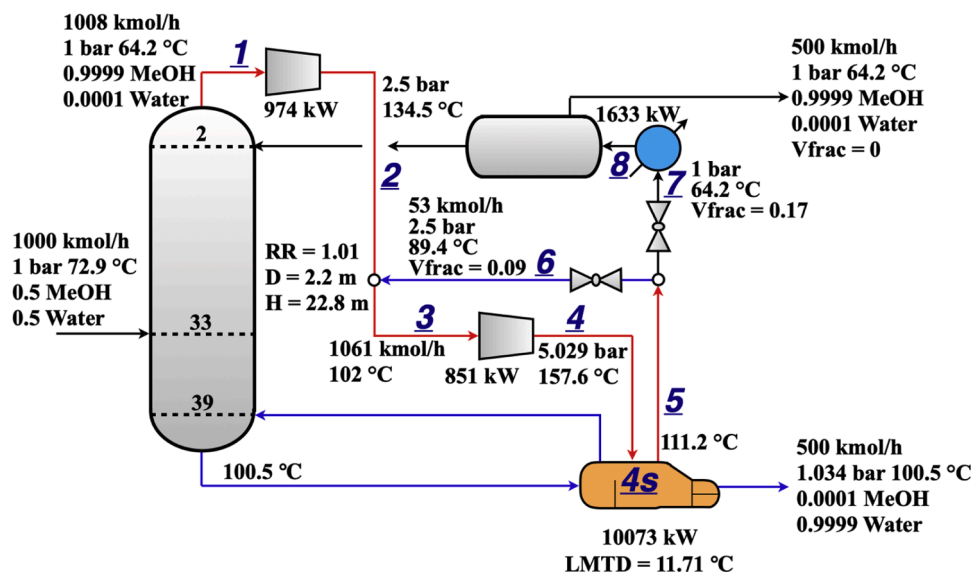 1008 kmol/h
1 bar 64.2 °C
0.9999 MeOH
0.0001 Water
1
974 kW
2.5 bar
134.5 °C
2
1633 kW
500 kmol/h
1 bar 64.2 °C
0.9999 MeOH
0.0001 Water
Vfrac = 0
8
7
1 bar
64.2 °C
Vfrac = 0.17
2
53 kmol/h
2.5 bar
89.4 °C
Vfrac = 0.09
6
1000 kmol/h
1 bar 72.9 °C
0.5 MeOH
0.5 Water
RR = 1.01
D = 2.2 m
H = 22.8 m
33
3
1061 kmol/h
102 °C
851 kW
4
5.029 bar
157.6 °C
39
5
111.2 °C
100.5 °C
4s
500 kmol/h
1.034 bar 100.5 °C
0.0001 MeOH
0.9999 Water
10073 kW
LMTD = 11.71 °C